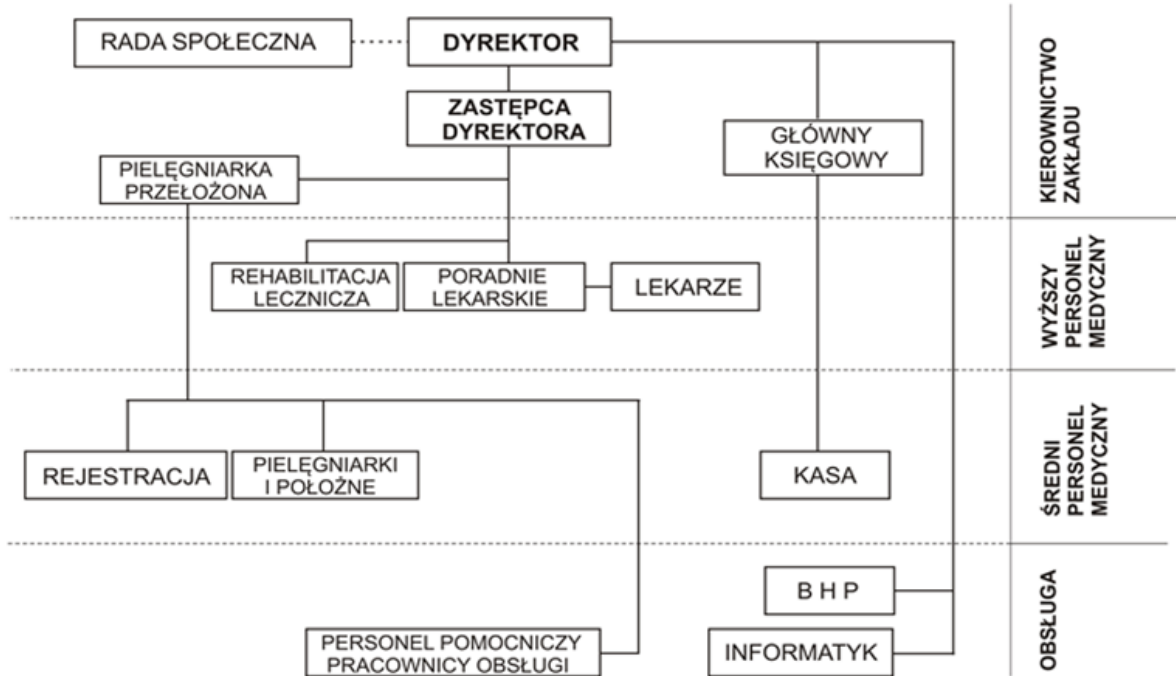 RADA SPOŁECZNA
DYREKTOR
ZASTĘPCA
DYREKTORA
GŁÓWNY
KSIĘGOWY
PIELĘGNIARKA
PRZEŁOŻONA
KIEROWNICTWO
ZAKŁADU
REHABILITACJA
LECZNICZA
PORADNIE
LEKARSKIE
LEKARZE
WYŻSZY
PERSONEL
MEDYCZNY
REJESTRACJA
PIELĘGNIARKI
I POŁOŻNE
KASA
ŚREDNI
PERSONEL
MEDYCZNY
B H P
PERSONEL POMOCNICZY
PRACOWNICY OBSŁUGI
INFORMATYK
OBSŁUGA